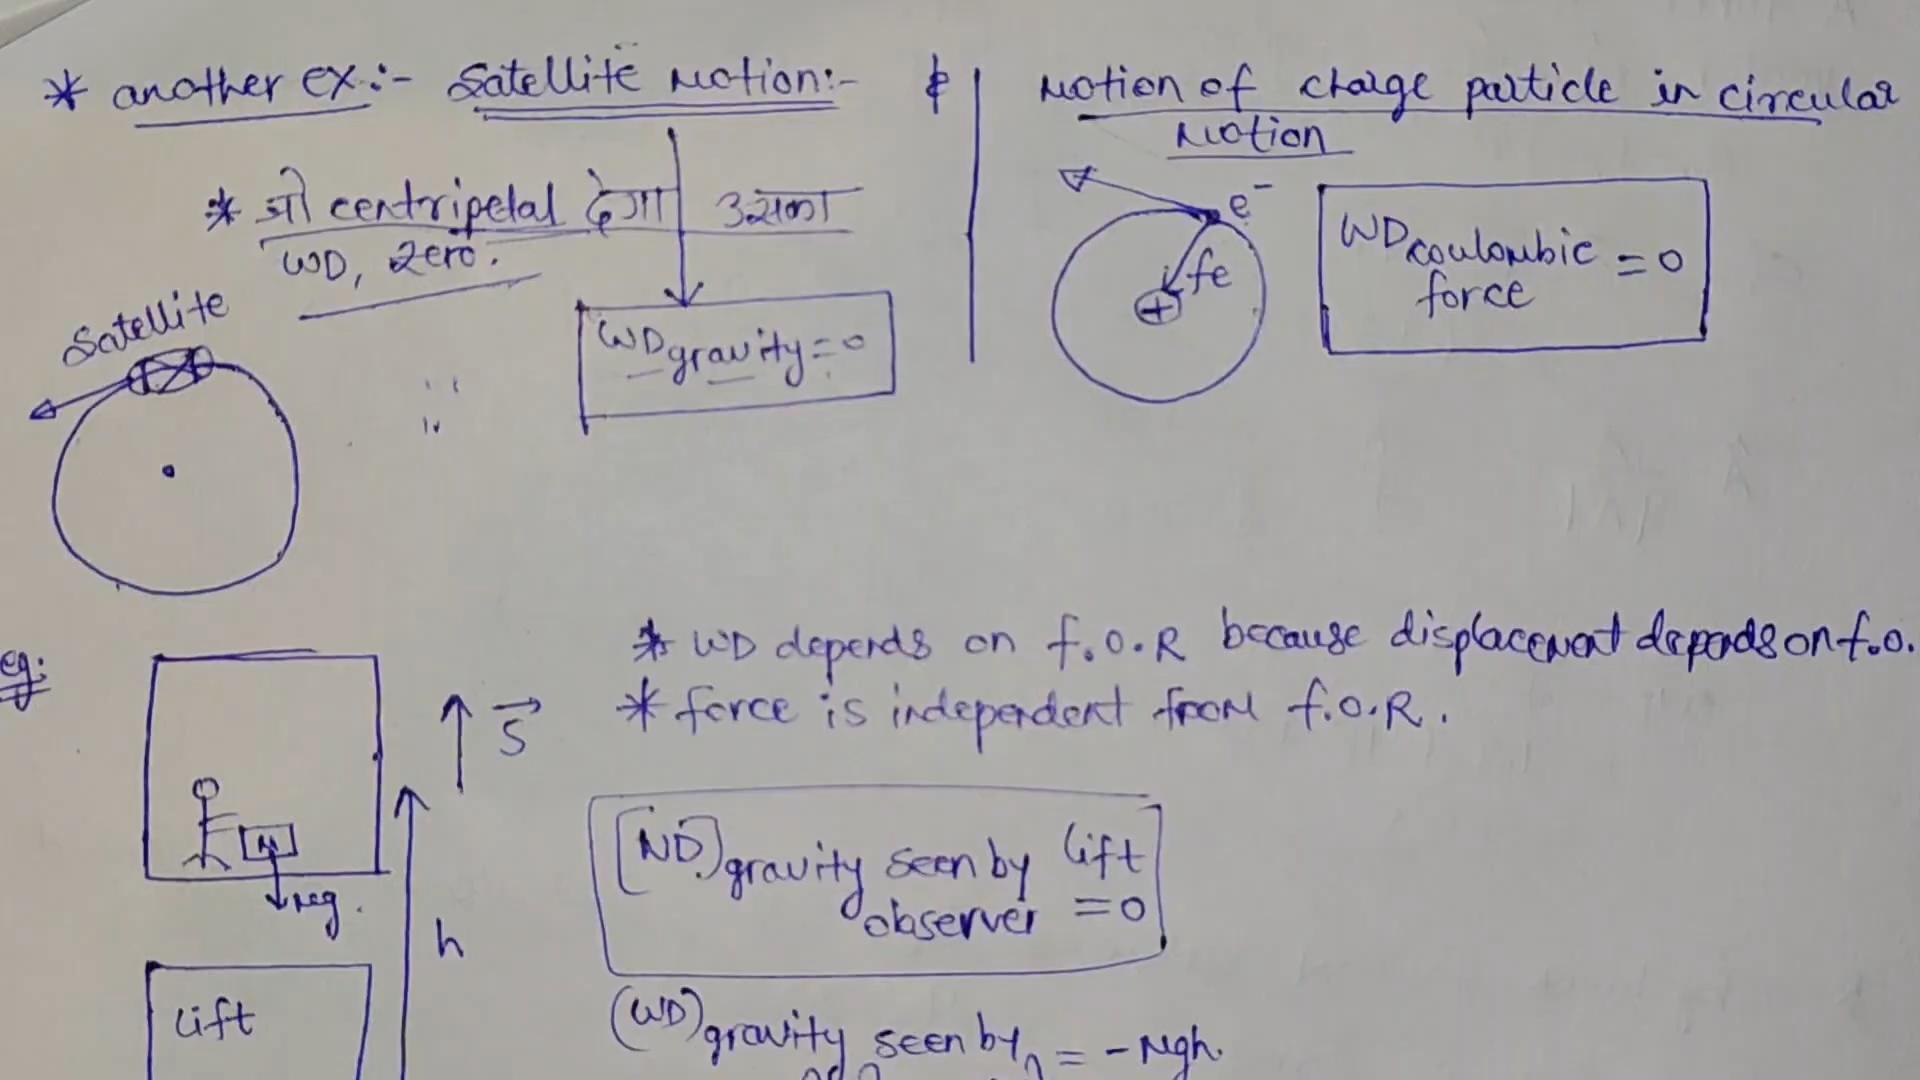 * another ex.:- Satellite Motion:- &
* जो centripetal देगा उसका
WD, zero.
Satellite
WDgravity=0
Motion of charge particle in circular
Motion
e-
fe
+
WDcoulombic = 0
force
eg:
S
M
mg.
h
lift
* WD depends on f.O.R because displacement depends on f.o.
* force is independent from f.O.R.
(WD)gravity seen by lift
observer =0
(WD)gravity seen by = -Mgh.